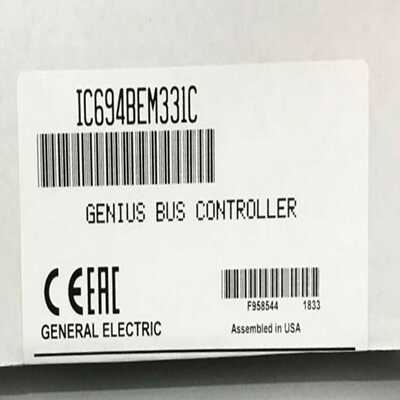 IC694BEM331C
GENIUS BUS CONTROLLER
CE EAC
F958544 1833
GENERAL ELECTRIC
Assembled in USA